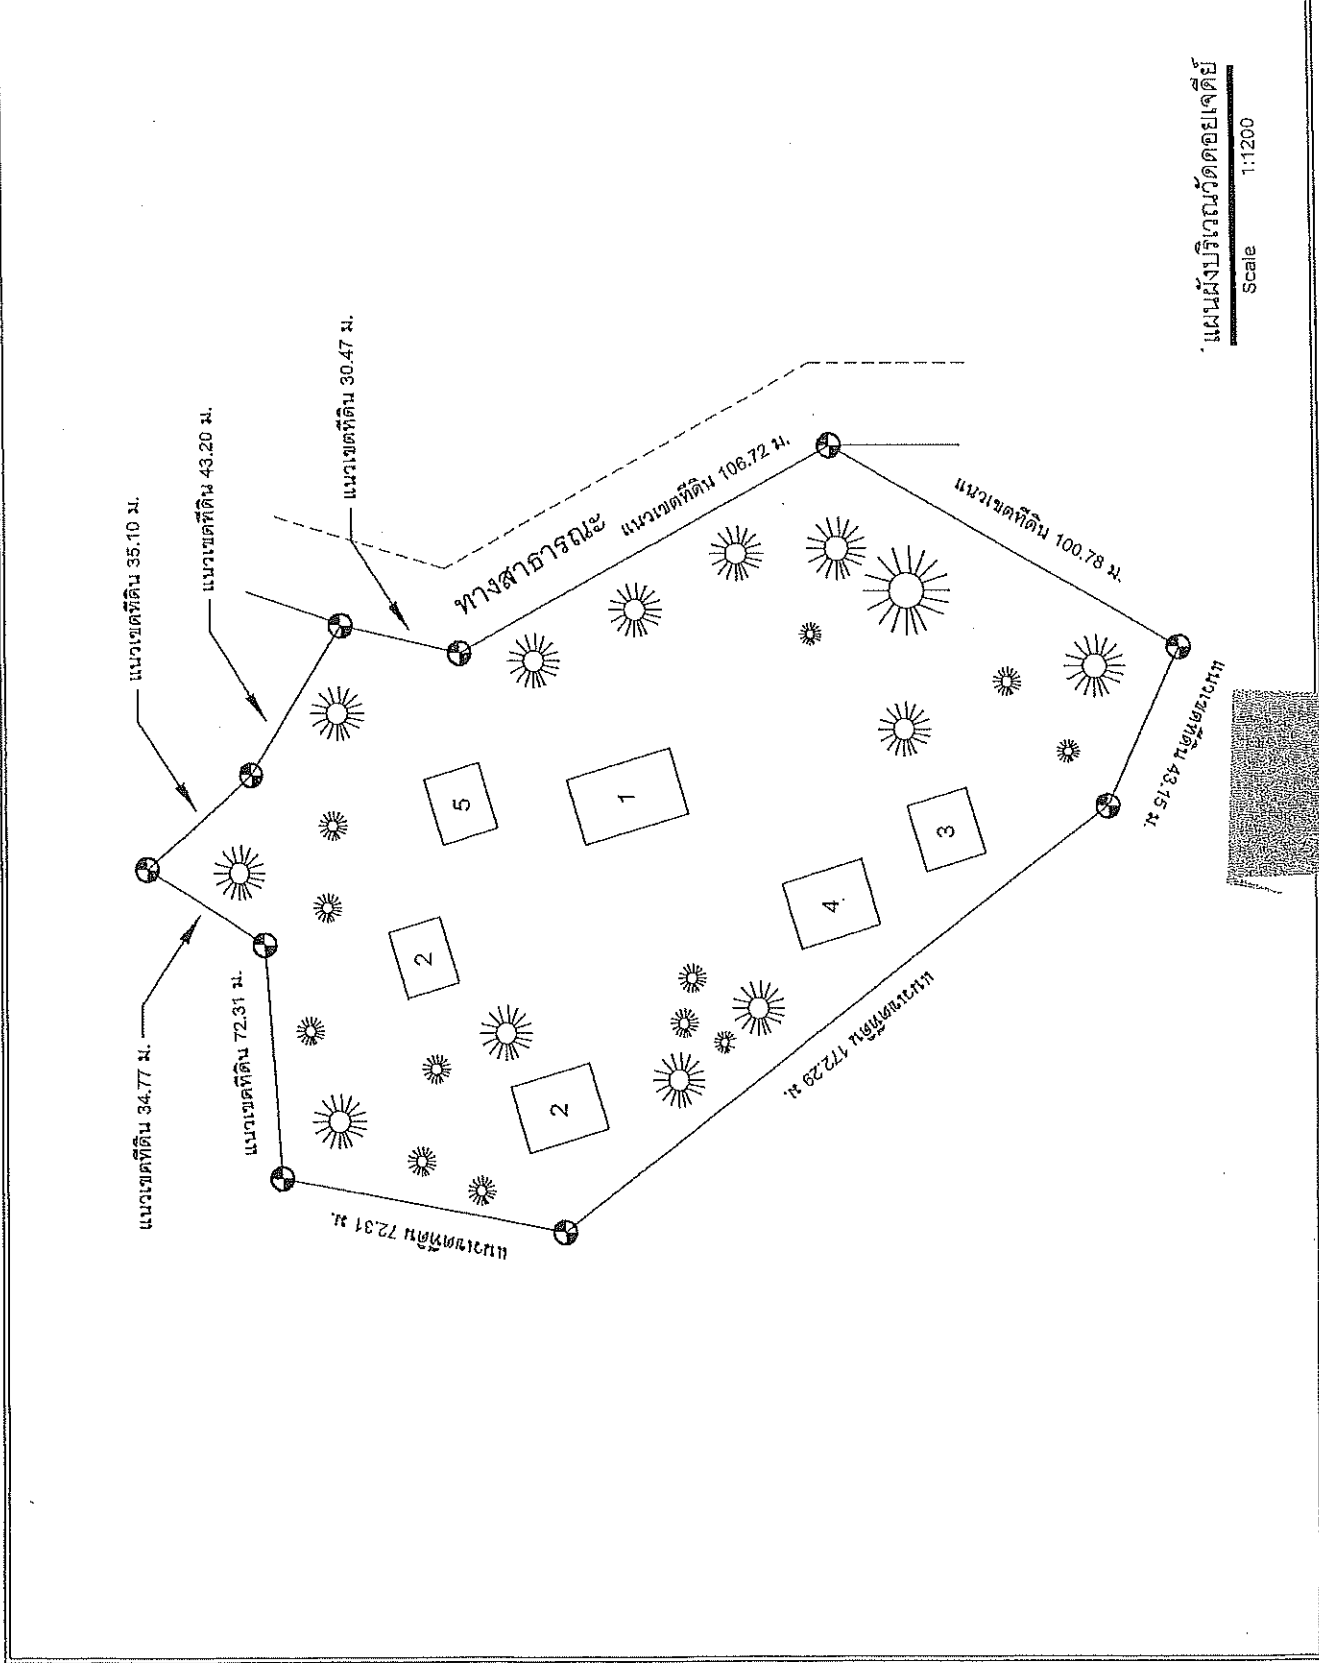 แนวเขตที่ดิน 34.77 ม.
แนวเขตที่ดิน 35.10 ม.
แนวเขตที่ดิน 43.20 ม.
แนวเขตที่ดิน 30.47 ม.
แนวเขตที่ดิน 72.31 ม.
แนวเขตที่ดิน 72.31 ม.
ทางสาธารณะ
แนวเขตที่ดิน 106.72 ม.
แนวเขตที่ดิน 100.78 ม.
แนวเขตที่ดิน 43.15 ม.
แนวเขตที่ดิน 172.29 ม.
2
5
2
1
4
3
แผนผังบริเวณวัดดอยเจดีย์
Scale 1:1200